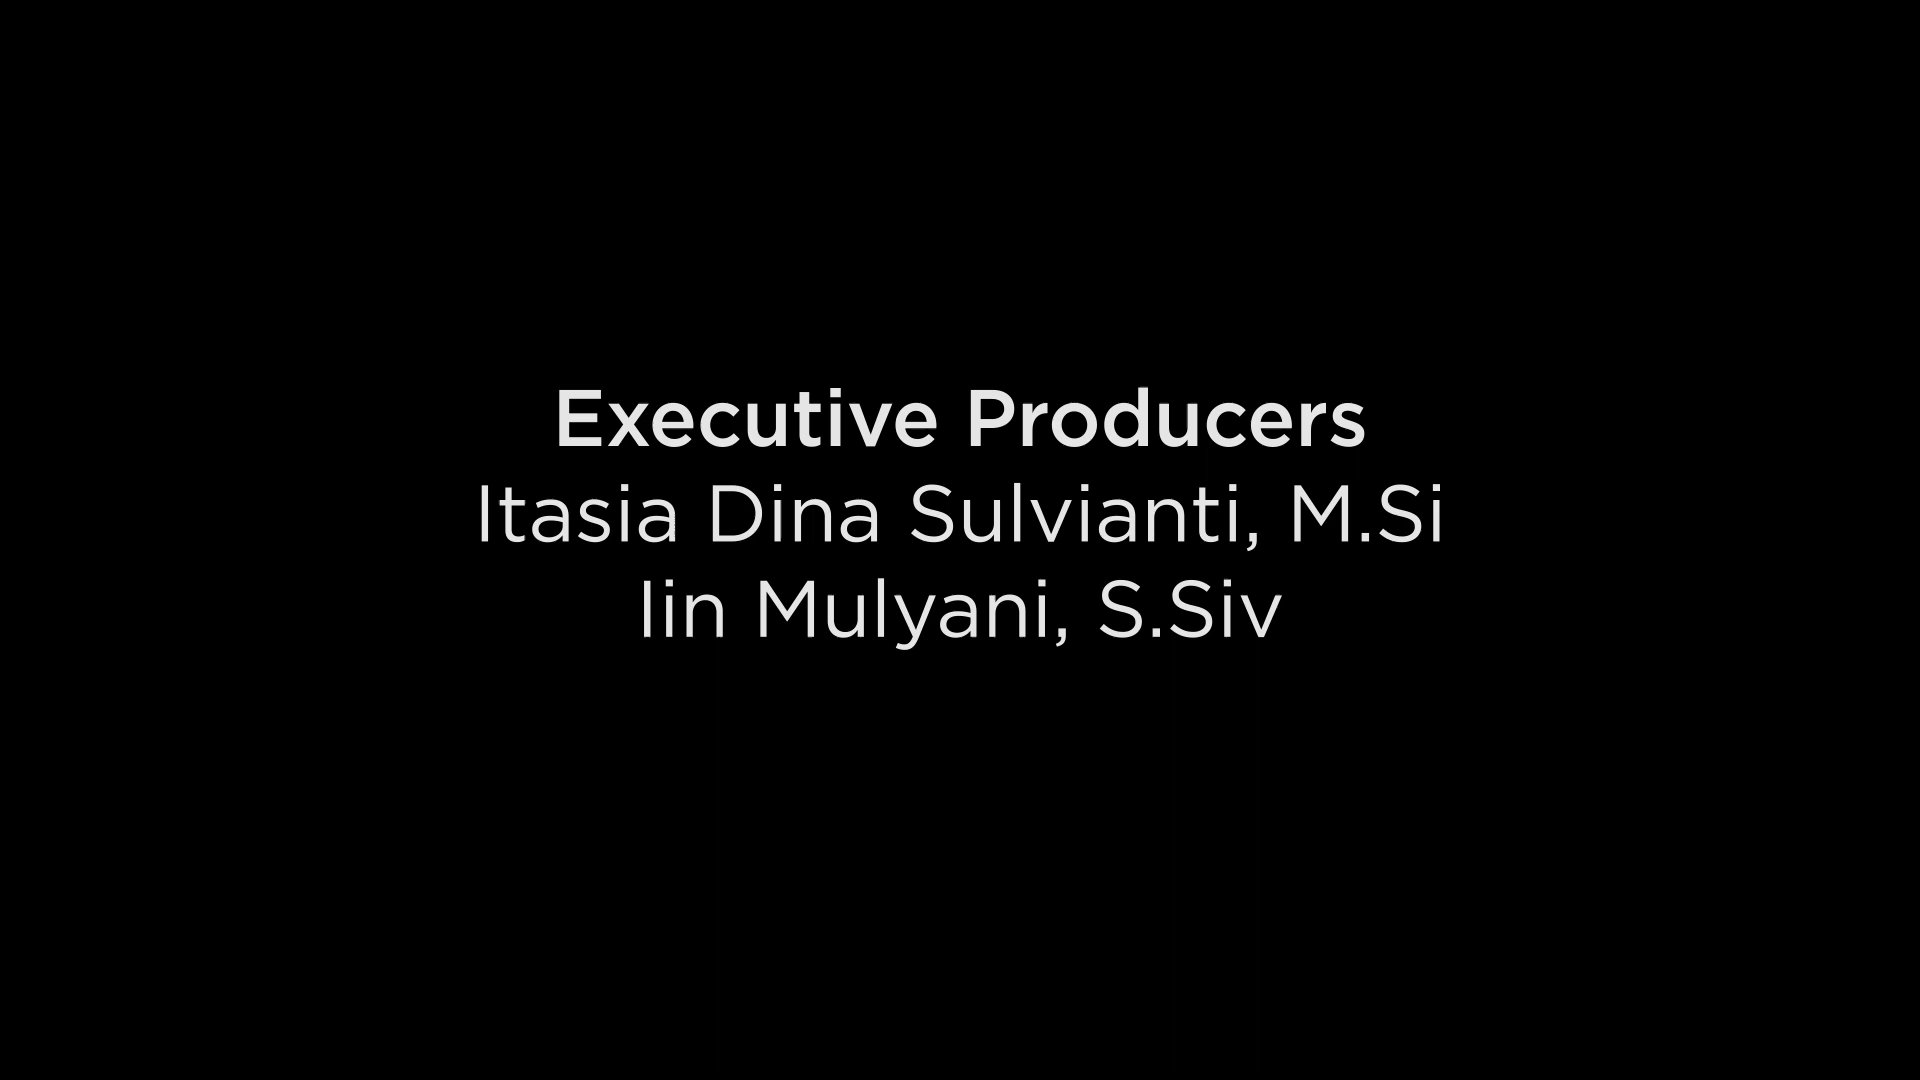 Executive Producers
Itasia Dina Sulvianti, M.Si
Iin Mulyani, S.Siv